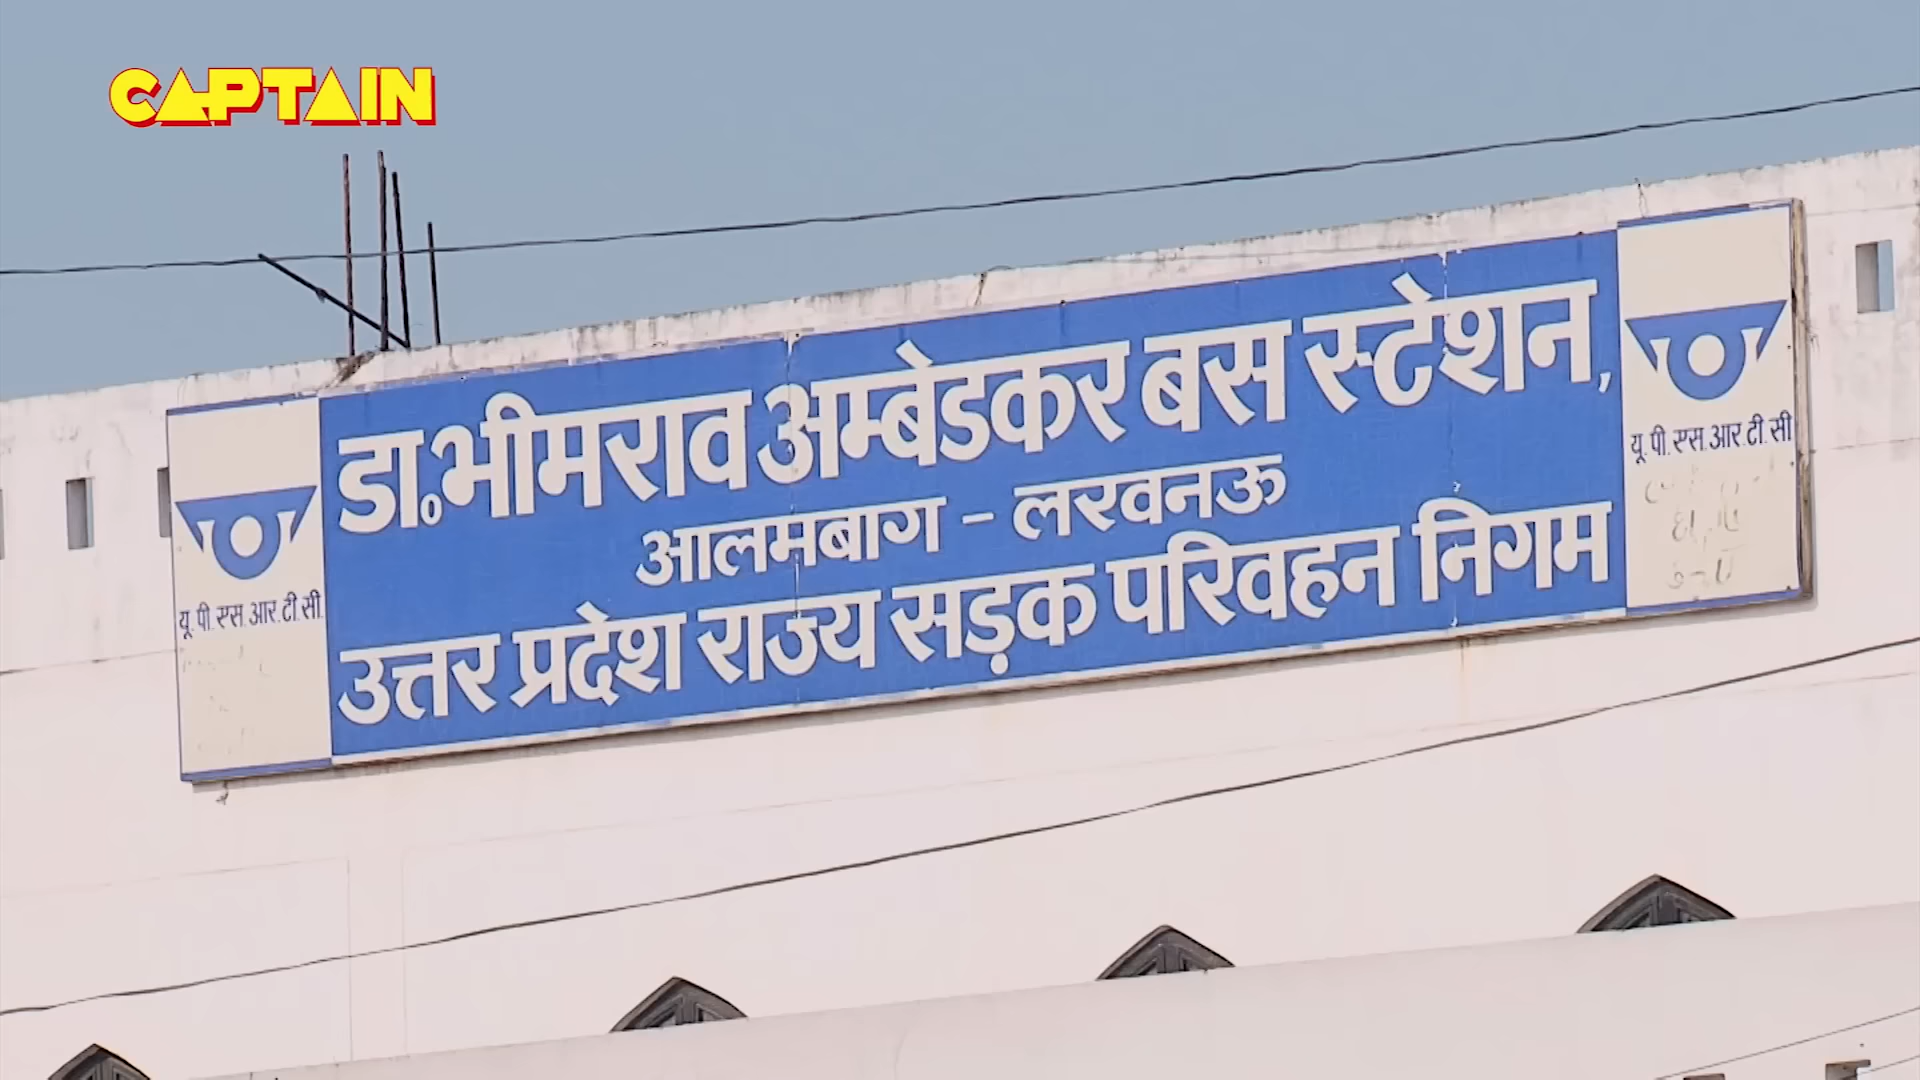 CAPTAIN
डा.भीमराव अम्बेडकर बस स्टेशन,
आलमबाग - लखनऊ
उत्तर प्रदेश राज्य सड़क परिवहन निगम
यू.पी.एस.आर.टी.सी.
यू.पी.एस.आर.टी.सी